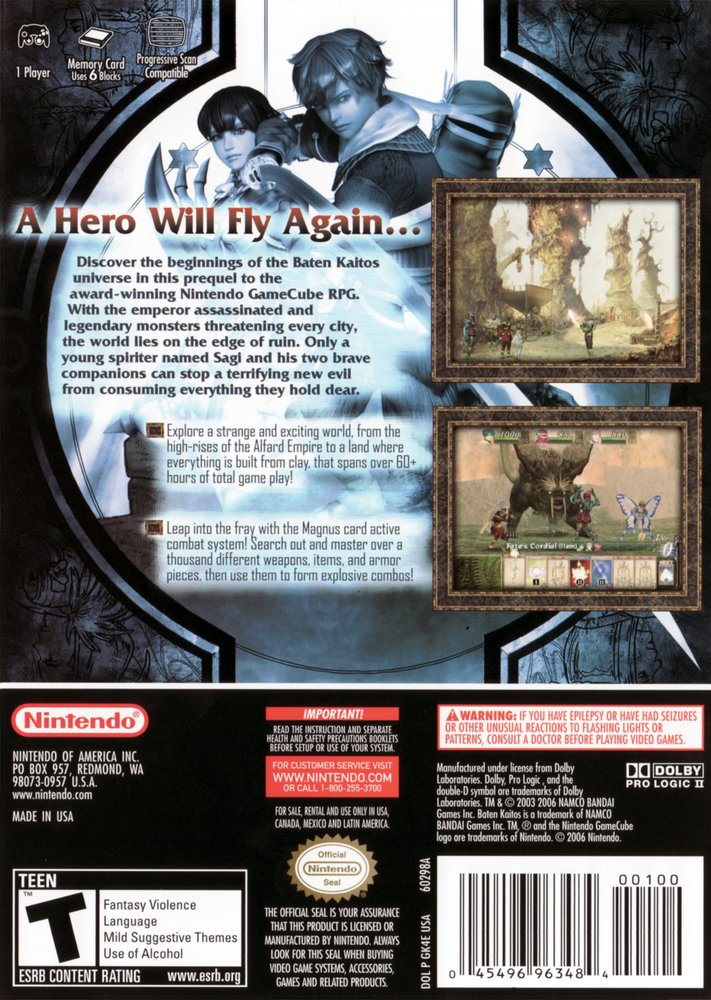 1 Player
Memory Card
Uses 6 Blocks
Progressive Scan
Compatible
A Hero Will Fly Again...
Discover the beginnings of the Baten Kaitos
universe in this prequel to the
award-winning Nintendo GameCube RPG.
With the emperor assassinated and
legendary monsters threatening every city,
the world lies on the edge of ruin. Only a
young spiriter named Sagi and his two brave
companions can stop a terrifying new evil
from consuming everything they hold dear.
Explore a strange and exciting world, from the
high-rises of the Alfard Empire to a land where
everything is built from clay, that spans over 60+
hours of total game play!
Leap into the fray with the Magnus card active
combat system! Search out and master over a
thousand different weapons, items, and armor
pieces, then use them to form explosive combos!
Fate's Cordial
Nintendo®
NINTENDO OF AMERICA INC.
PO BOX 957, REDMOND, WA
98073-0957 U.S.A.
www.nintendo.com
MADE IN USA
TEEN
T
TM
Fantasy Violence
Language
Mild Suggestive Themes
Use of Alcohol
ESRB CONTENT RATING www.esrb.org
IMPORTANT!
READ THE INSTRUCTION AND SEPARATE
HEALTH AND SAFETY PRECAUTIONS BOOKLETS
BEFORE SETUP OR USE OF YOUR SYSTEM.
FOR CUSTOMER SERVICE VISIT
WWW.NINTENDO.COM
OR CALL 1-800-255-3700
FOR SALE, RENTAL AND USE ONLY IN USA,
CANADA, MEXICO AND LATIN AMERICA.
Official
Nintendo
Seal
THE OFFICIAL SEAL IS YOUR ASSURANCE
THAT THIS PRODUCT IS LICENSED OR
MANUFACTURED BY NINTENDO. ALWAYS
LOOK FOR THIS SEAL WHEN BUYING
VIDEO GAME SYSTEMS, ACCESSORIES,
GAMES AND RELATED PRODUCTS.
WARNING: IF YOU HAVE EPILEPSY OR HAVE HAD SEIZURES
OR OTHER UNUSUAL REACTIONS TO FLASHING LIGHTS OR
PATTERNS, CONSULT A DOCTOR BEFORE PLAYING VIDEO GAMES.
Manufactured under license from Dolby
Laboratories. Dolby, Pro Logic , and the
double-D symbol are trademarks of Dolby
Laboratories. TM & © 2003 2006 NAMCO BANDAI
Games Inc. Baten Kaitos is a trademark of NAMCO
BANDAI Games Inc. TM, ® and the Nintendo GameCube
logo are trademarks of Nintendo. © 2006 Nintendo.
DOLBY
PRO LOGIC II
60298A
DOL P GK4E USA
00100
0 45496 96348 4